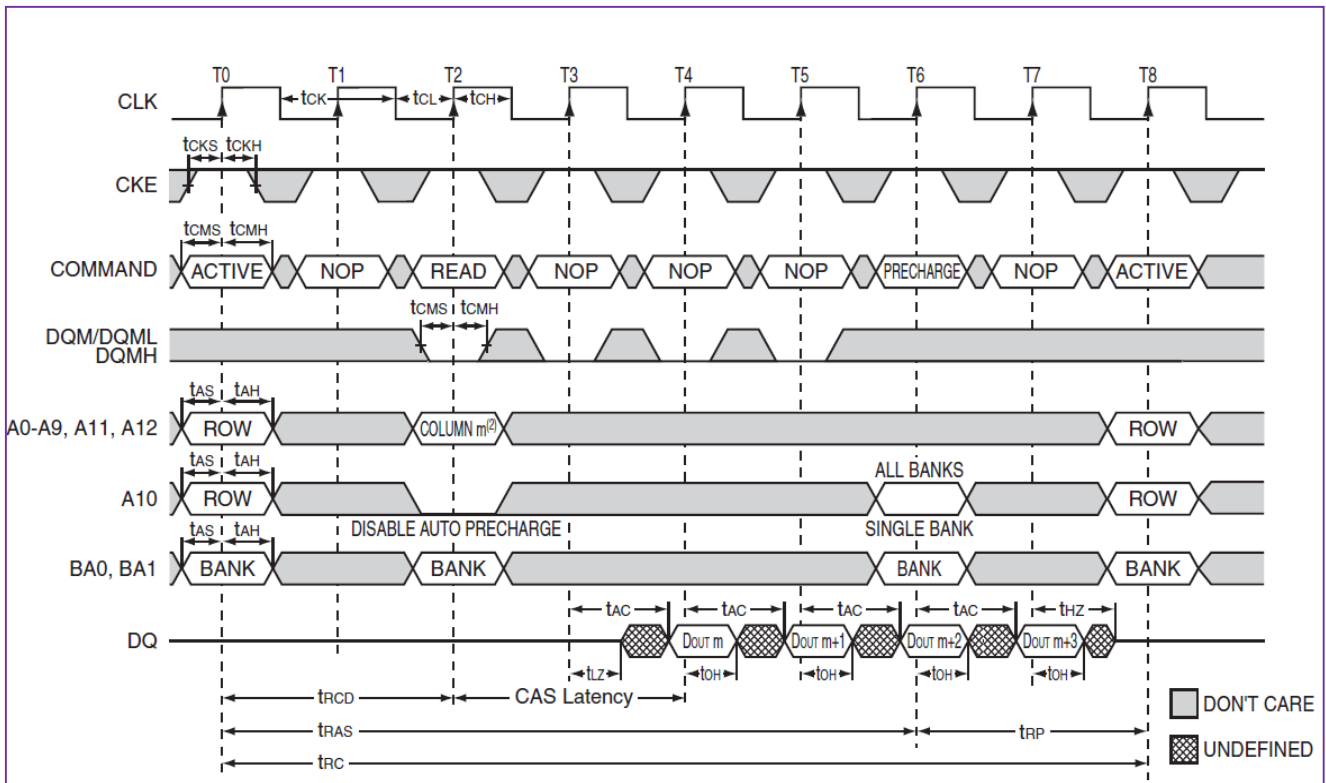 T0 T1 T2 T3 T4 T5 T6 T7 T8
CLK tCK tCL tCH
tCKS tCKH
CKE
tCMS tCMH
COMMAND ACTIVE NOP READ NOP NOP NOP PRECHARGE NOP ACTIVE
tCMS tCMH
DQM/DQML
DQMH
tAS tAH
A0-A9, A11, A12 ROW COLUMN m(2) ROW
tAS tAH ALL BANKS
A10 ROW ROW
DISABLE AUTO PRECHARGE SINGLE BANK
tAS tAH
BA0, BA1 BANK BANK BANK BANK
tAC tAC tAC tAC tHZ
DQ DOUT m DOUT m+1 DOUT m+2 DOUT m+3
tLZ tOH tOH tOH tOH
tRCD CAS Latency
DON'T CARE
tRAS tRP
UNDEFINED
tRC